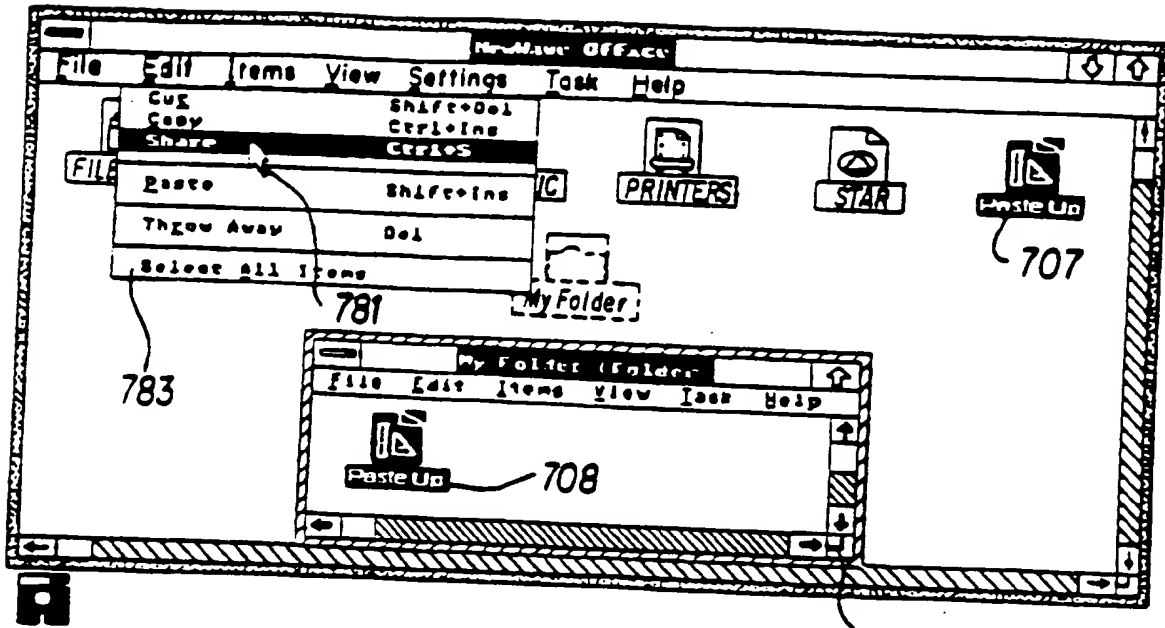 NewWave Office
File Edit Items View Settings Task Help
Cut Shift+Del
Copy Ctrl+Ins
Share Ctrl+S
Paste Shift+Ins
Throw Away Del
Select All Items
FILE
IC
PRINTERS
STAR
Paste Up
707
My Folder
781
783
My Folder (Folder
File Edit Items View Task Help
Paste Up
708